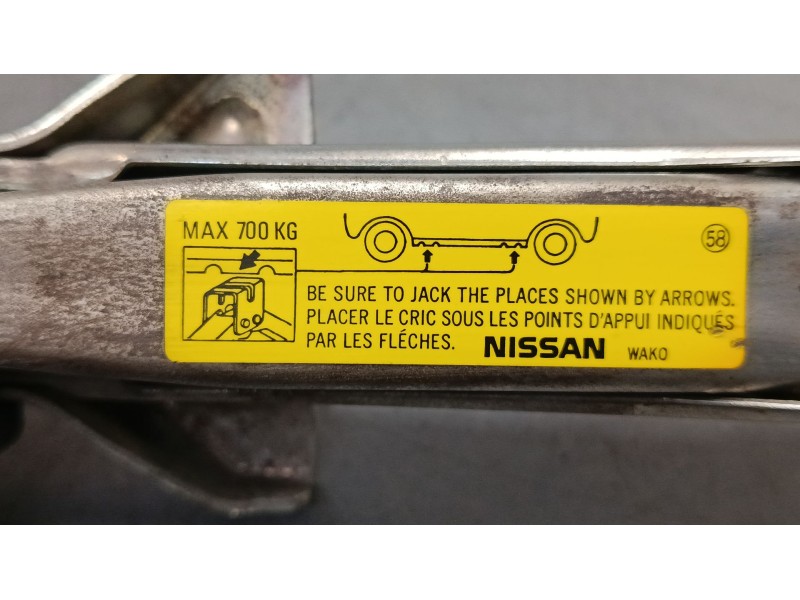 MAX 700 KG
58
BE SURE TO JACK THE PLACES SHOWN BY ARROWS.
PLACER LE CRIC SOUS LES POINTS D'APPUI INDIQUÉS
PAR LES FLÉCHES. NISSAN WAKO